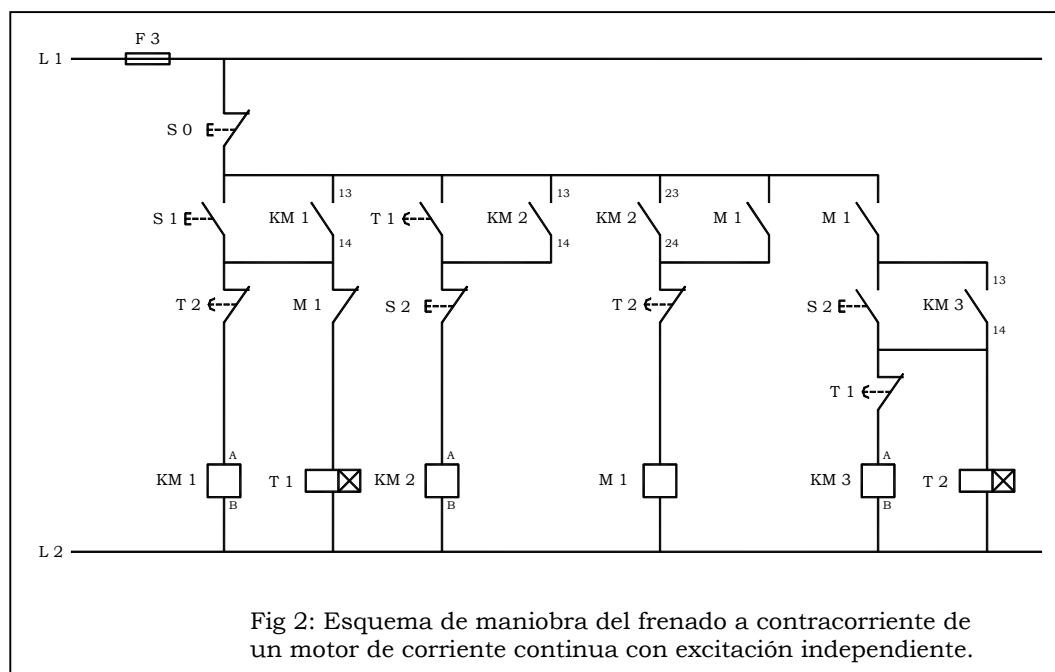 F 3
L 1
S 0
13 13 23
S 1 KM 1 T 1 KM 2 KM 2 M 1 M 1
14 14 24
13
T 2 M 1 S 2 T 2 S 2 KM 3
14
T 1
A A A
KM 1 T 1 KM 2 M 1 KM 3 T 2
B B B
L 2
Fig 2: Esquema de maniobra del frenado a contracorriente de
un motor de corriente continua con excitación independiente.